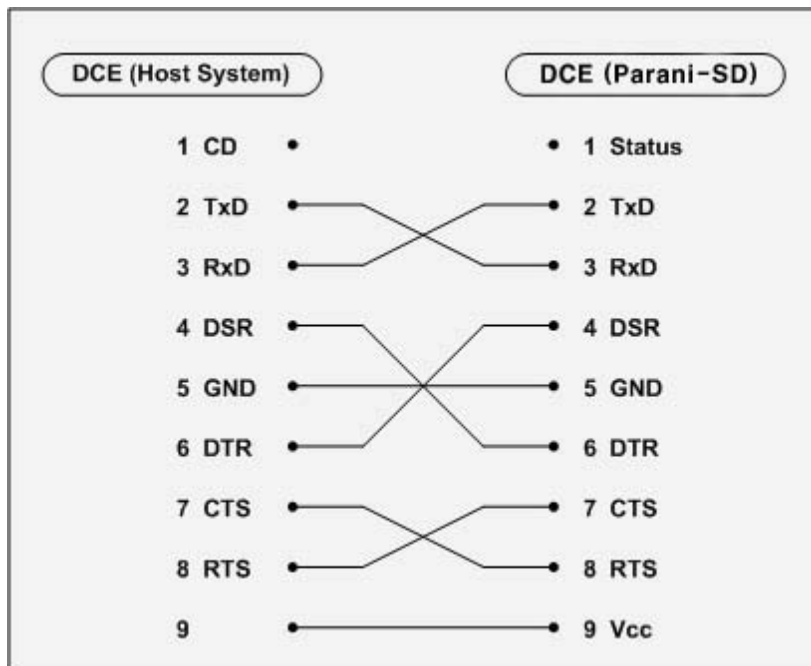 DCE (Host System) DCE (Parani-SD)
1 CD 1 Status
2 TxD 2 TxD
3 RxD 3 RxD
4 DSR 4 DSR
5 GND 5 GND
6 DTR 6 DTR
7 CTS 7 CTS
8 RTS 8 RTS
9 9 Vcc